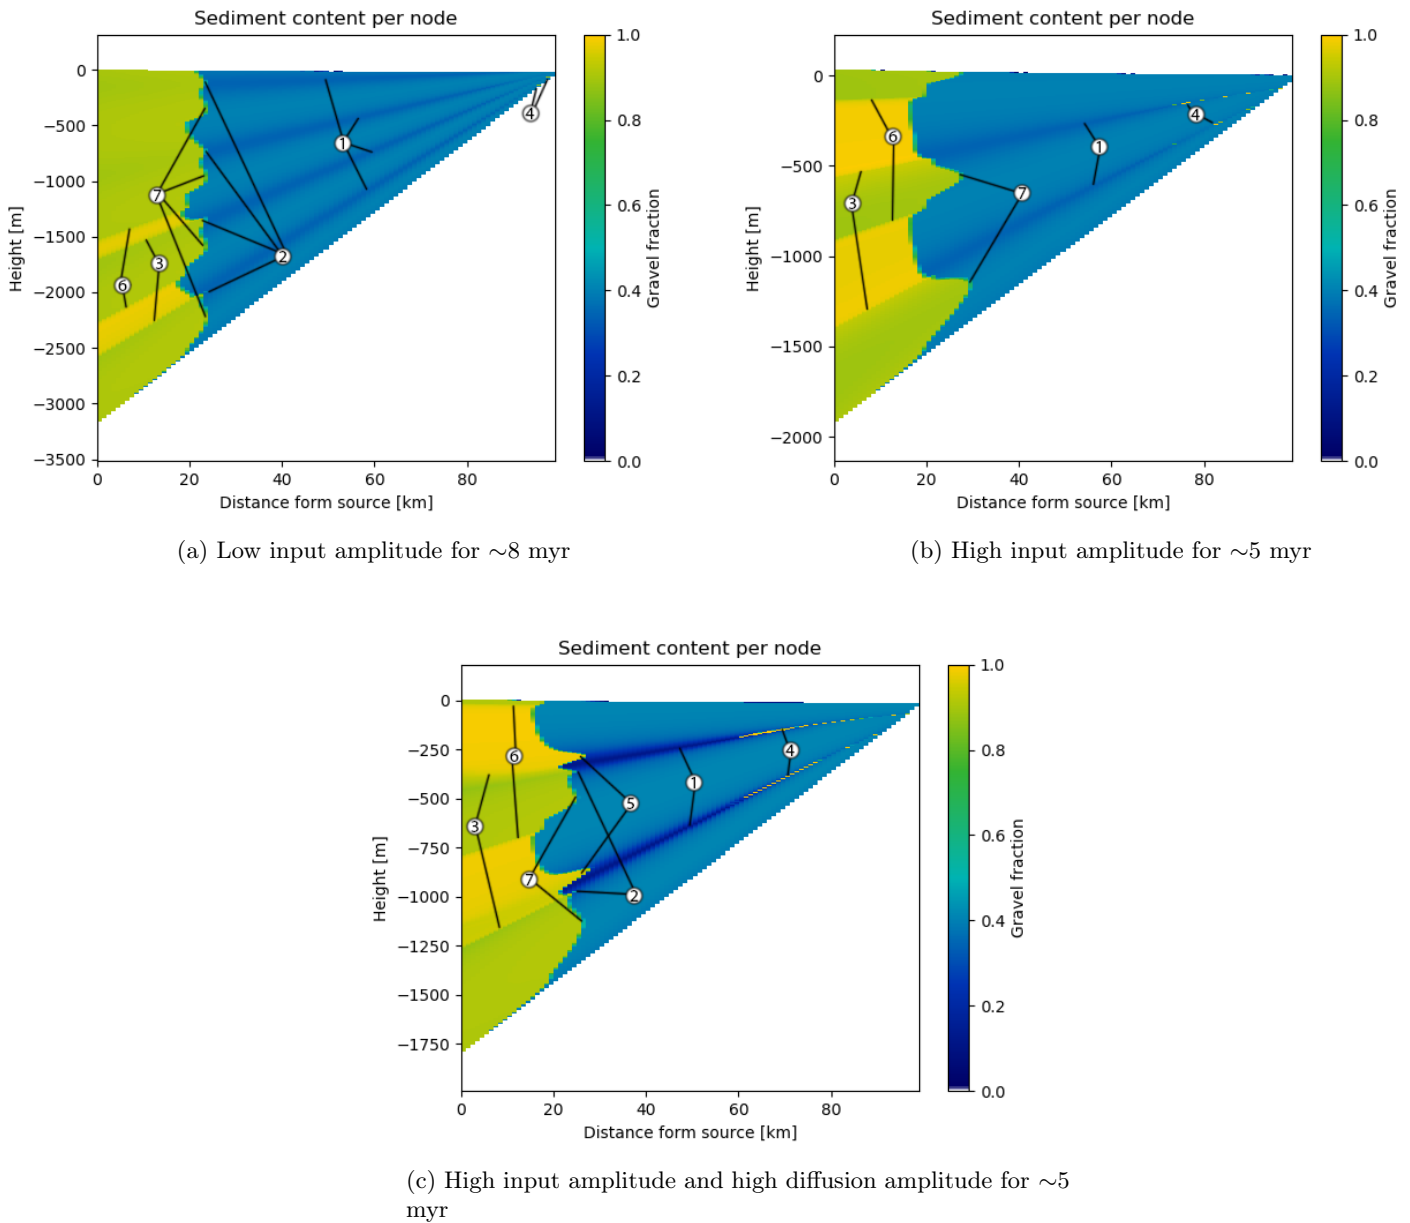 Sediment content per node
0
−500
−1000
−1500
−2000
−2500
−3000
−3500
Height [m]
0 20 40 60 80
Distance form source [km]
1 2 3 4 6 7
1.0
0.8
0.6
0.4
0.2
0.0
Gravel fraction
(a) Low input amplitude for ∼8 myr
Sediment content per node
0
−500
−1000
−1500
−2000
Height [m]
0 20 40 60 80
Distance form source [km]
1 3 4 6 7
1.0
0.8
0.6
0.4
0.2
0.0
Gravel fraction
(b) High input amplitude for ∼5 myr
Sediment content per node
0
−250
−500
−750
−1000
−1250
−1500
−1750
Height [m]
0 20 40 60 80
Distance form source [km]
1 2 3 4 5 6 7
1.0
0.8
0.6
0.4
0.2
0.0
Gravel fraction
(c) High input amplitude and high diffusion amplitude for ∼5
myr